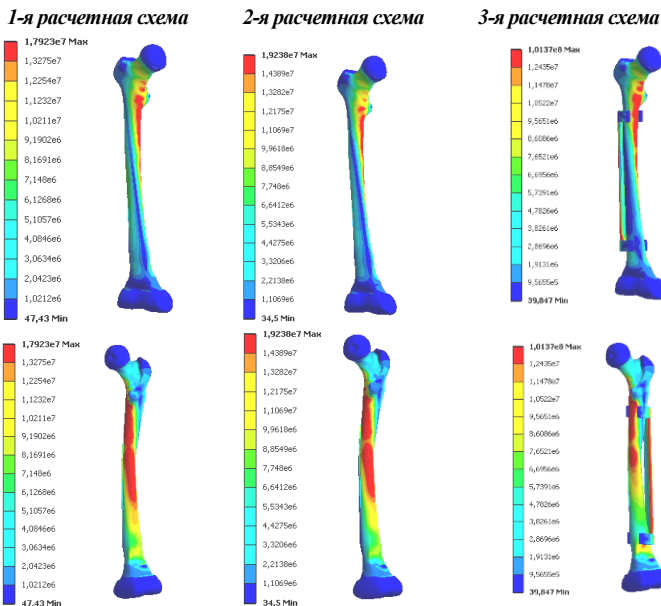 1-я расчетная схема
2-я расчетная схема
3-я расчетная схема
1,7923e7 Max
1,3275e7
1,2254e7
1,1232e7
1,0211e7
9,1902e6
8,1691e6
7,148e6
6,1268e6
5,1057e6
4,0846e6
3,0634e6
2,0423e6
1,0212e6
47,43 Min
1,9238e7 Max
1,4389e7
1,3282e7
1,2175e7
1,1069e7
9,9618e6
8,8549e6
7,748e6
6,6412e6
5,5343e6
4,4275e6
3,3206e6
2,2138e6
1,1069e6
34,5 Min
1,0137e8 Max
1,2435e7
1,1478e7
1,0522e7
9,5651e6
8,6086e6
7,6521e6
6,6956e6
5,7391e6
4,7826e6
3,8261e6
2,8696e6
1,9131e6
9,5655e5
39,847 Min
1,7923e7 Max
1,3275e7
1,2254e7
1,1232e7
1,0211e7
9,1902e6
8,1691e6
7,148e6
6,1268e6
5,1057e6
4,0846e6
3,0634e6
2,0423e6
1,0212e6
47,43 Min
1,9238e7 Max
1,4389e7
1,3282e7
1,2175e7
1,1069e7
9,9618e6
8,8549e6
7,748e6
6,6412e6
5,5343e6
4,4275e6
3,3206e6
2,2138e6
1,1069e6
34,5 Min
1,0137e8 Max
1,2435e7
1,1478e7
1,0522e7
9,5651e6
8,6086e6
7,6521e6
6,6956e6
5,7391e6
4,7826e6
3,8261e6
2,8696e6
1,9131e6
9,5655e5
39,847 Min